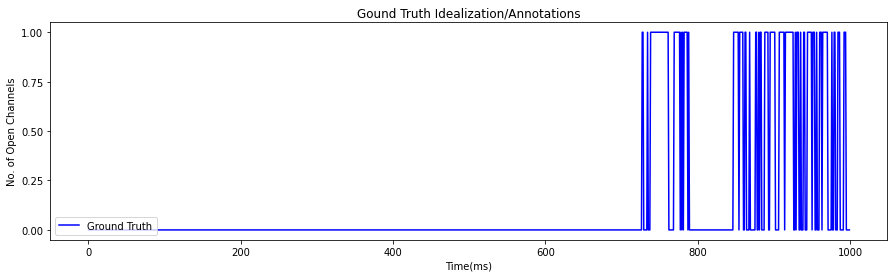 Gound Truth Idealization/Annotations
1.00
0.75
0.50
0.25
0.00
No. of Open Channels
Ground Truth
0
200
400
600
800
1000
Time(ms)